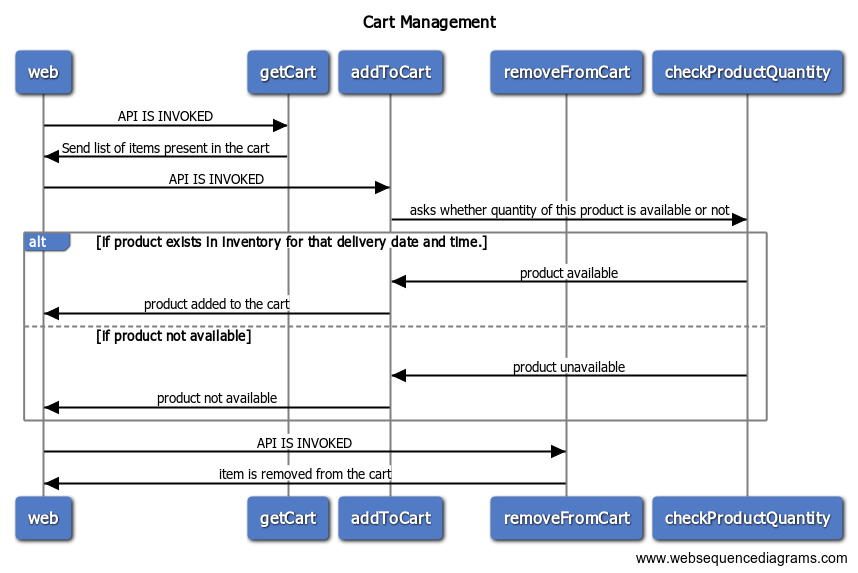 Cart Management
web
getCart
addToCart
removeFromCart
checkProductQuantity
API IS INVOKED
Send list of items present in the cart
API IS INVOKED
asks whether quantity of this product is available or not
alt
[if product exists in inventory for that delivery date and time.]
product available
product added to the cart
[if product not available]
product unavailable
product not available
API IS INVOKED
item is removed from the cart
web
getCart
addToCart
removeFromCart
checkProductQuantity
www.websequencediagrams.com